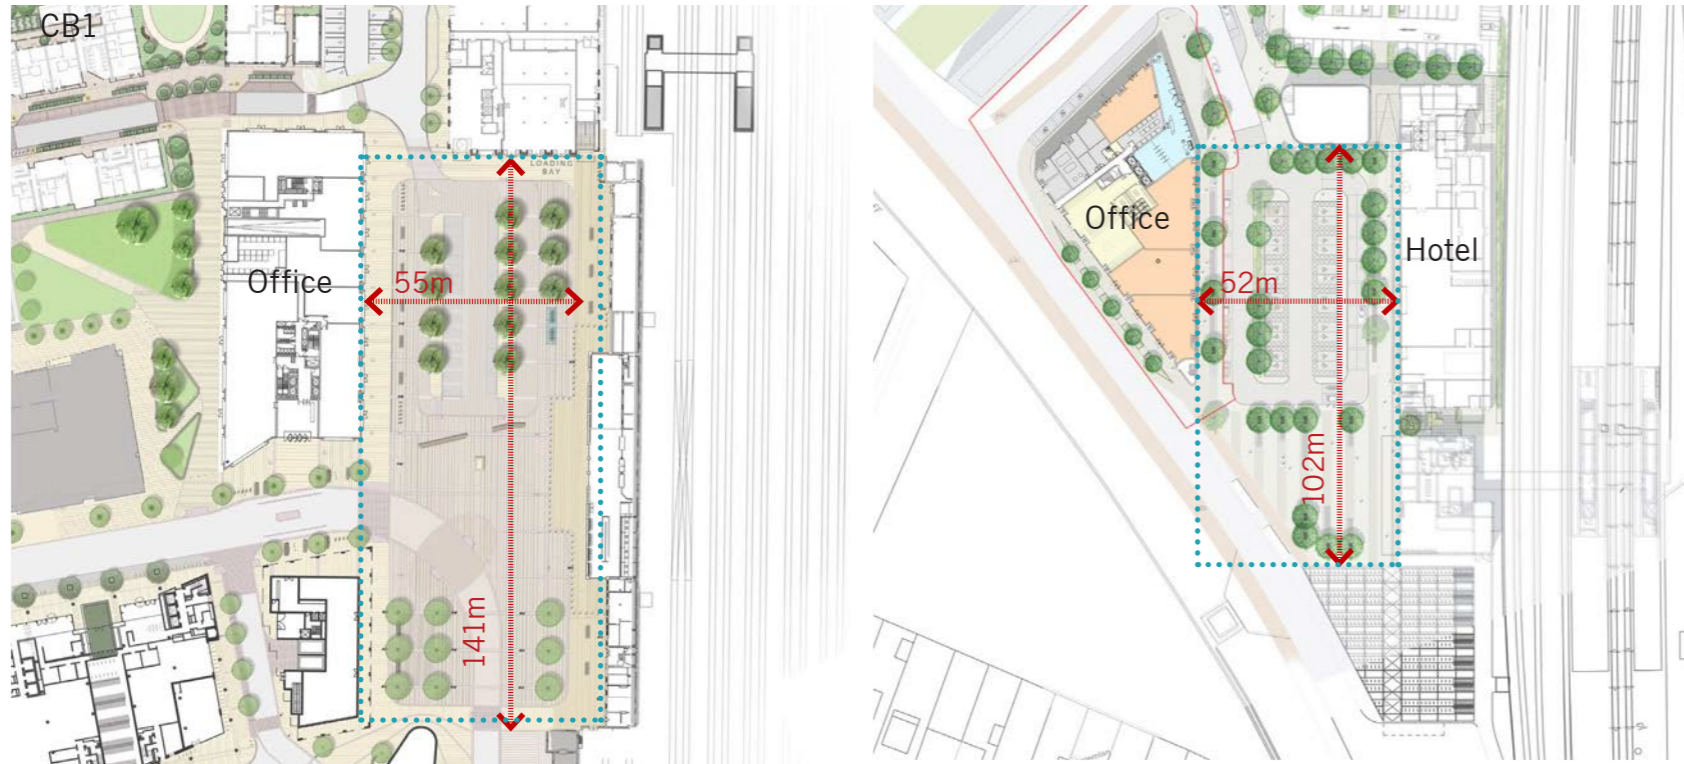 CB1
LOADING
BAY
Office
55m
141m
Office
Hotel
52m
102m